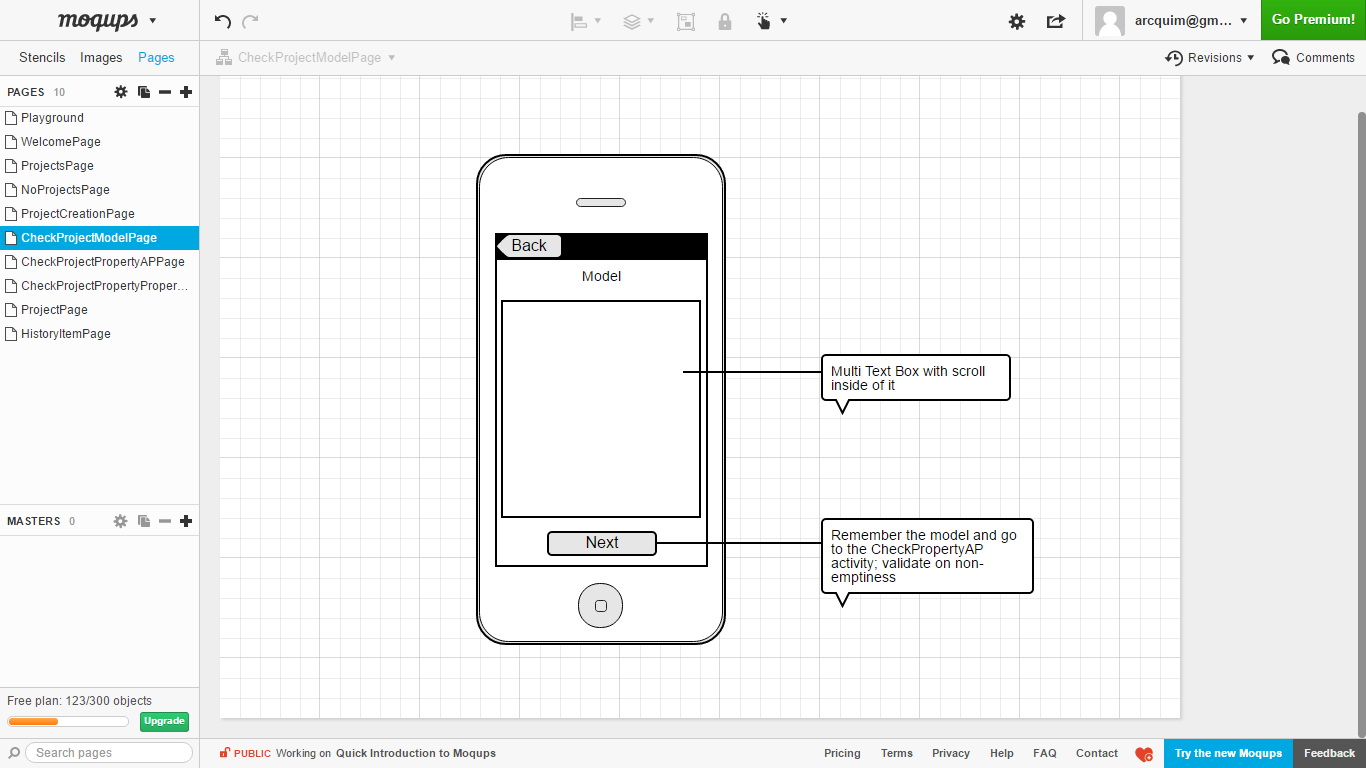 moqups
arcquim@gm...
Go Premium!
Stencils Images Pages
CheckProjectModelPage
Revisions
Comments
PAGES 10
Playground
WelcomePage
ProjectsPage
NoProjectsPage
ProjectCreationPage
CheckProjectModelPage
CheckProjectPropertyAPPage
CheckProjectPropertyProper...
ProjectPage
HistoryItemPage
MASTERS 0
Free plan: 123/300 objects
Upgrade
Search pages
Back
Model
Next
Multi Text Box with scroll
inside of it
Remember the model and go
to the CheckPropertyAP
activity; validate on non-
emptiness
PUBLIC Working on Quick Introduction to Moqups
Pricing Terms Privacy Help FAQ Contact
Try the new Moqups
Feedback